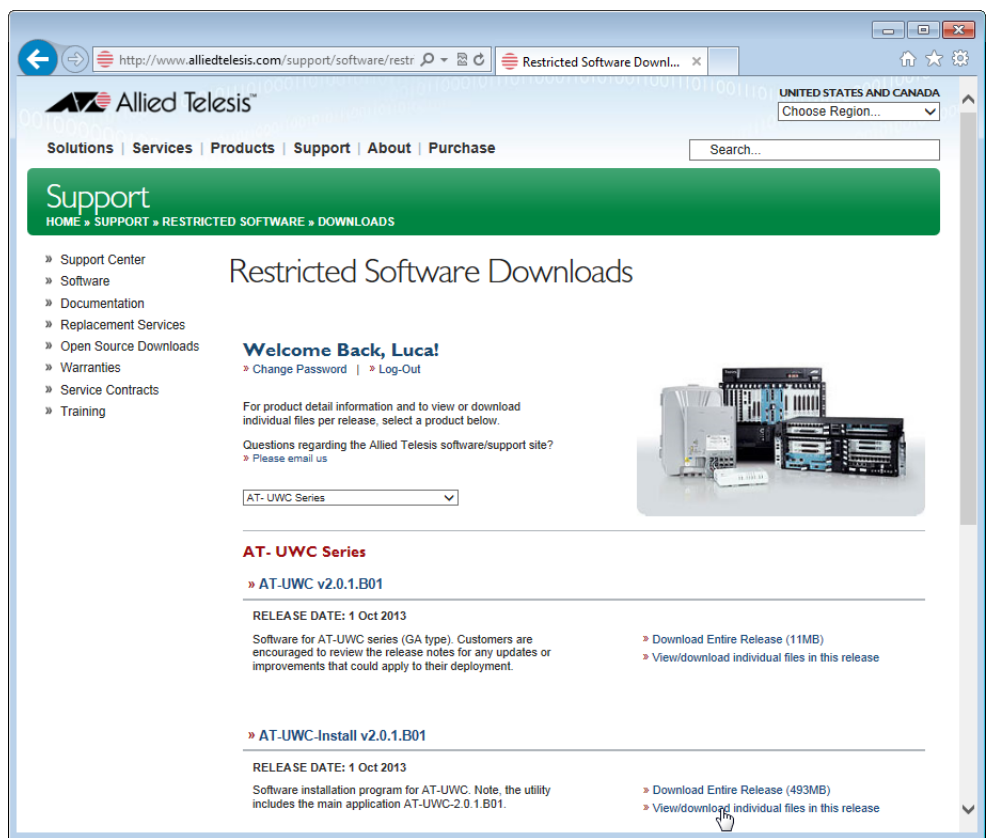 http://www.alliedtelesis.com/support/software/restr
Restricted Software Downl...
Allied Telesis™
UNITED STATES AND CANADA
Choose Region...
Solutions | Services | Products | Support | About | Purchase
Search...
Support
HOME » SUPPORT » RESTRICTED SOFTWARE » DOWNLOADS
» Support Center
» Software
» Documentation
» Replacement Services
» Open Source Downloads
» Warranties
» Service Contracts
» Training
Restricted Software Downloads
Welcome Back, Luca!
» Change Password | » Log-Out
For product detail information and to view or download
individual files per release, select a product below.
Questions regarding the Allied Telesis software/support site?
» Please email us
AT- UWC Series
AT- UWC Series
» AT-UWC v2.0.1.B01
RELEASE DATE: 1 Oct 2013
Software for AT-UWC series (GA type). Customers are
encouraged to review the release notes for any updates or
improvements that could apply to their deployment.
» Download Entire Release (11MB)
» View/download individual files in this release
» AT-UWC-Install v2.0.1.B01
RELEASE DATE: 1 Oct 2013
Software installation program for AT-UWC. Note, the utility
includes the main application AT-UWC-2.0.1.B01.
» Download Entire Release (493MB)
» View/download individual files in this release